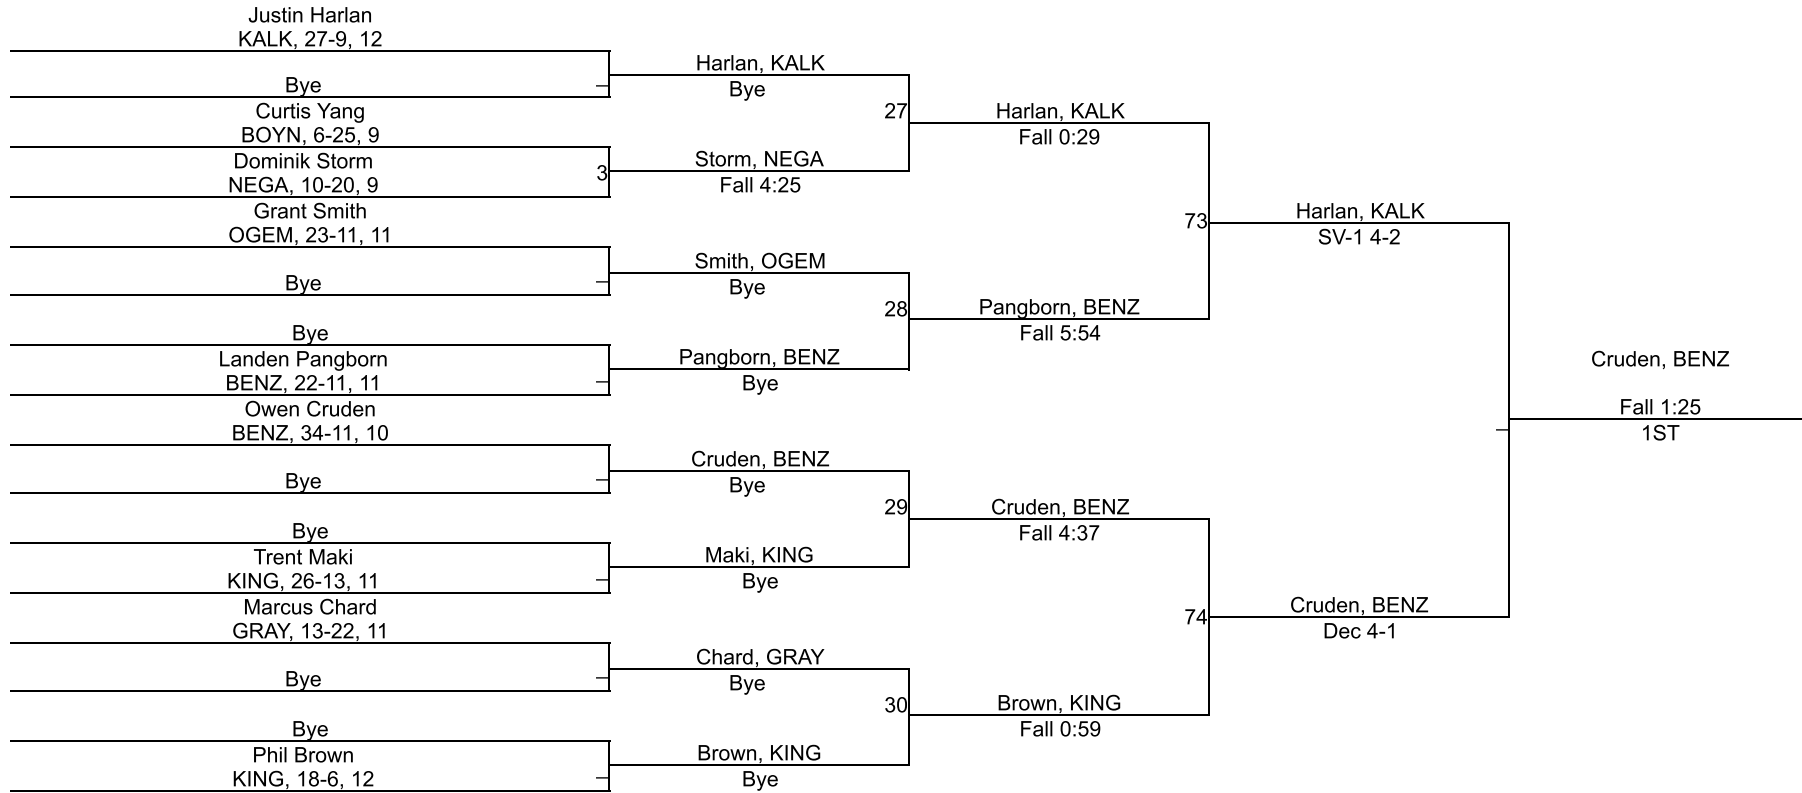 Justin Harlan
KALK, 27-9, 12
Bye
Curtis Yang
BOYN, 6-25, 9
Dominik Storm
NEGA, 10-20, 9
3
Grant Smith
OGEM, 23-11, 11
Bye
Bye
Landen Pangborn
BENZ, 22-11, 11
Owen Cruden
BENZ, 34-11, 10
Bye
Bye
Trent Maki
KING, 26-13, 11
Marcus Chard
GRAY, 13-22, 11
Bye
Bye
Phil Brown
KING, 18-6, 12
Harlan, KALK
Bye
27
Storm, NEGA
Fall 4:25
Smith, OGEM
Bye
28
Pangborn, BENZ
Bye
Cruden, BENZ
Bye
29
Maki, KING
Bye
Chard, GRAY
Bye
30
Brown, KING
Bye
Harlan, KALK
Fall 0:29
73
Pangborn, BENZ
Fall 5:54
Cruden, BENZ
Fall 4:37
74
Brown, KING
Fall 0:59
Harlan, KALK
SV-1 4-2
Cruden, BENZ
Dec 4-1
Cruden, BENZ
Fall 1:25
1ST